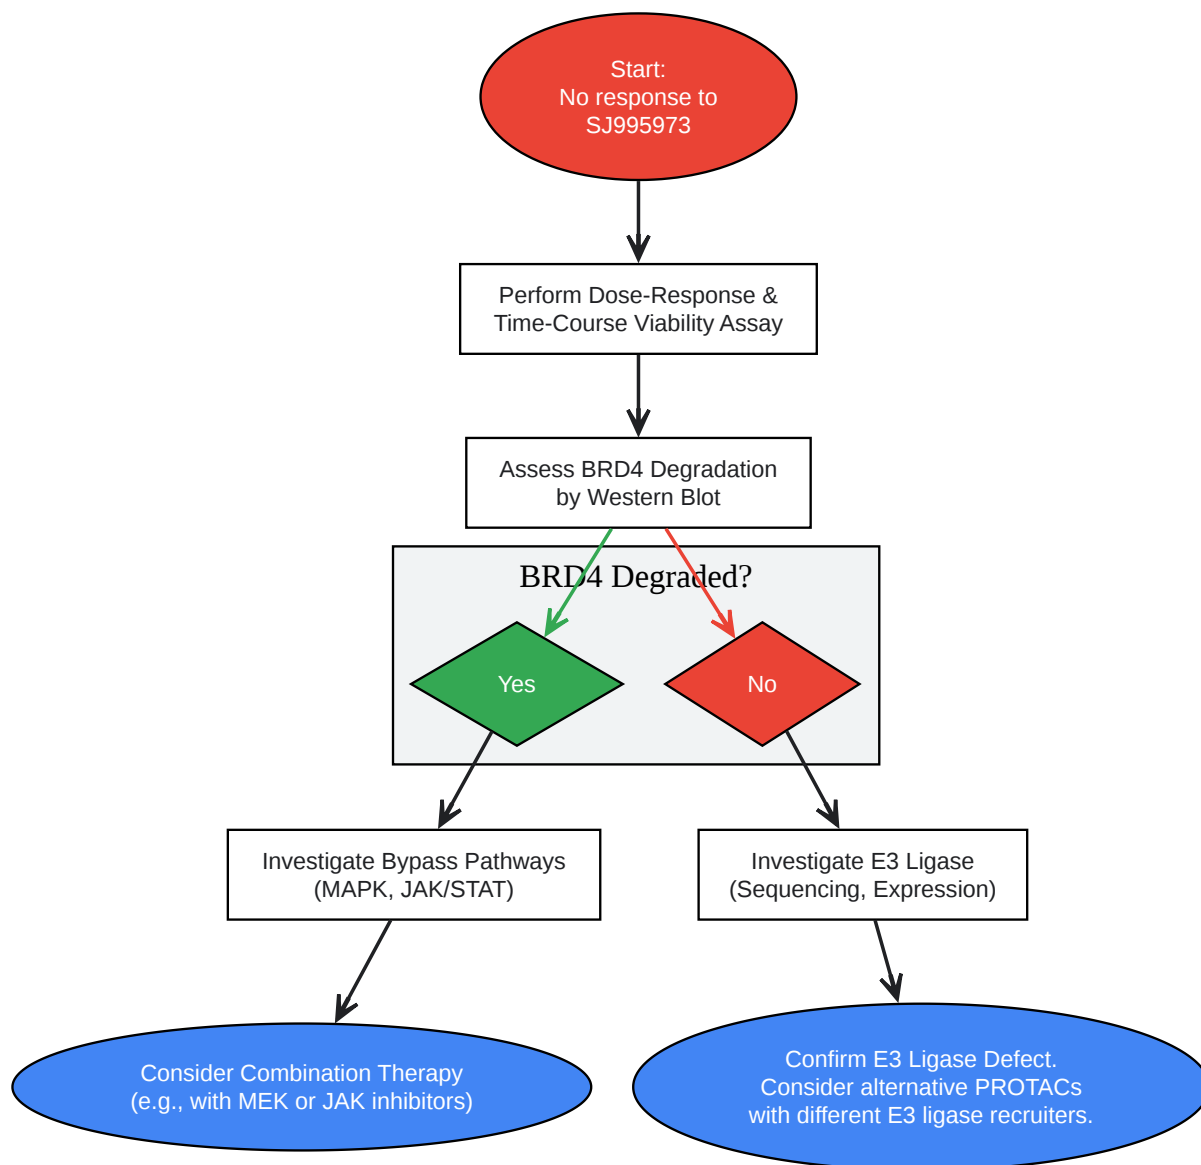 Start:
No response to
SJ995973
Perform Dose-Response &
Time-Course Viability Assay
Assess BRD4 Degradation
by Western Blot
BRD4 Degraded?
Yes
No
Investigate Bypass Pathways
(MAPK, JAK/STAT)
Investigate E3 Ligase
(Sequencing, Expression)
Consider Combination Therapy
(e.g., with MEK or JAK inhibitors)
Confirm E3 Ligase Defect.
Consider alternative PROTACs
with different E3 ligase recruiters.